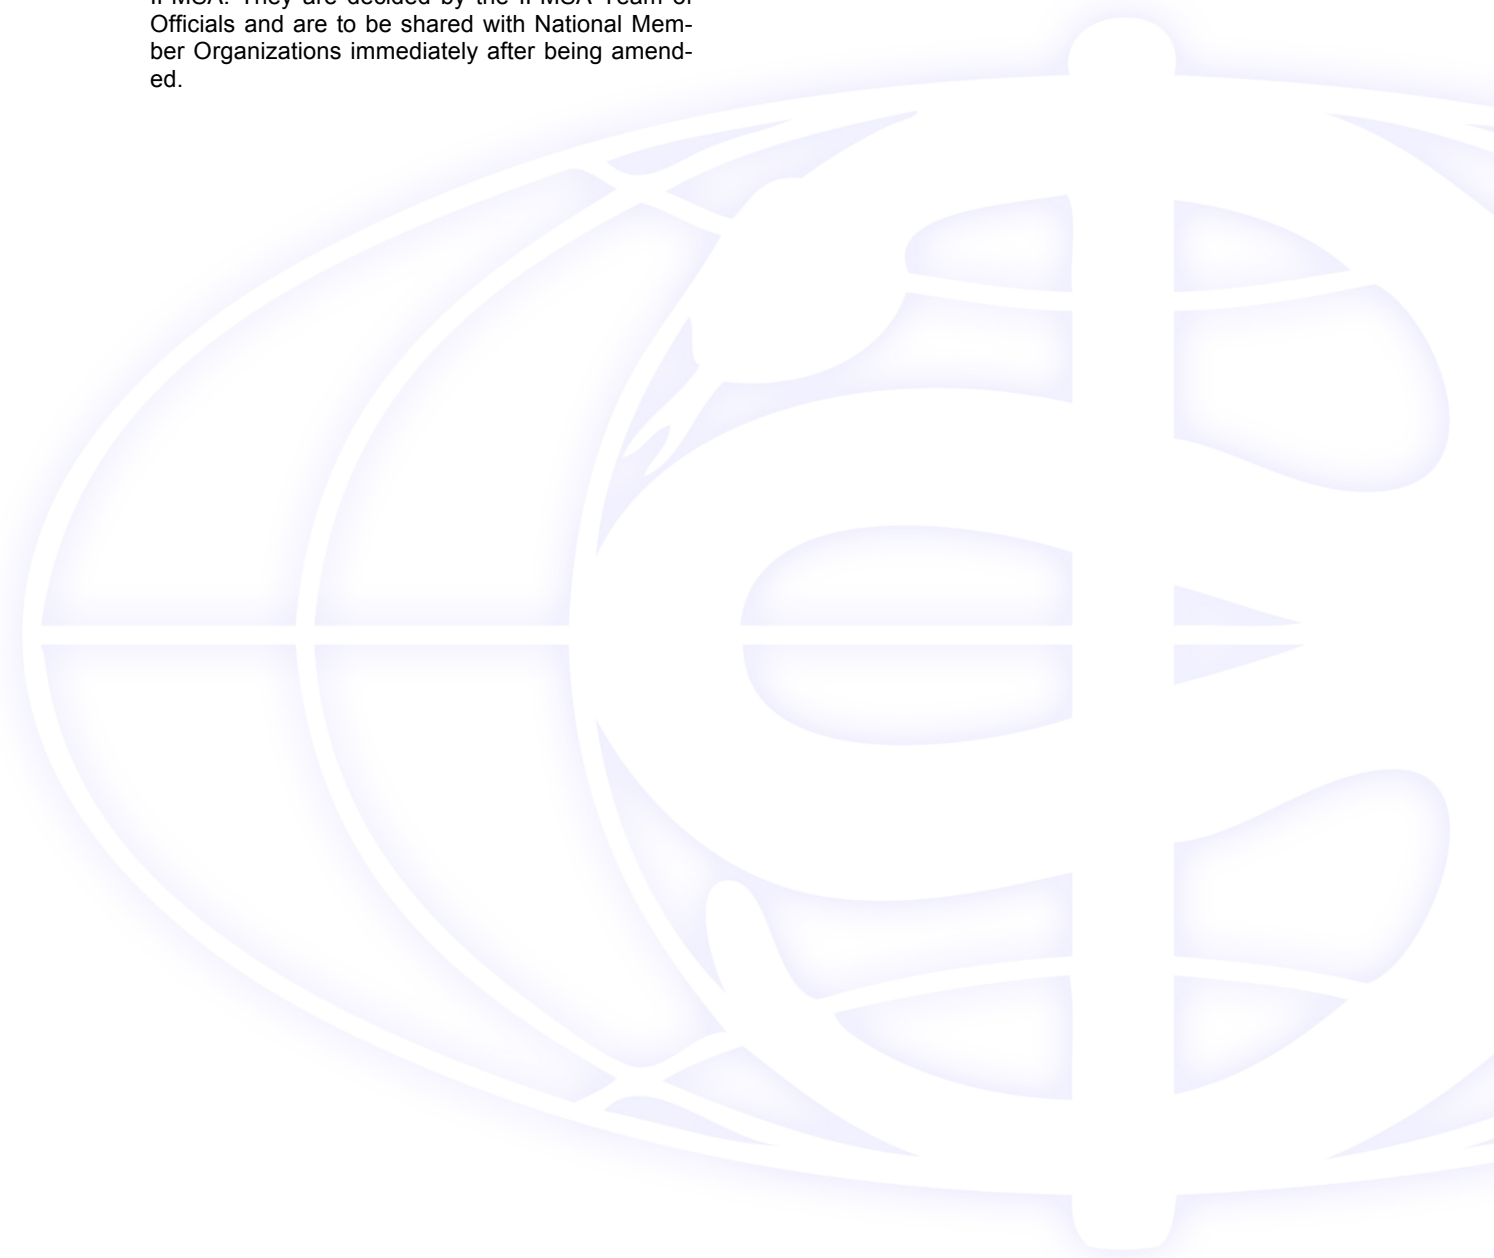 IFMSA. They are decided by the IFMSA Team of
Officials and are to be shared with National Mem-
ber Organizations immediately after being amend-
ed.